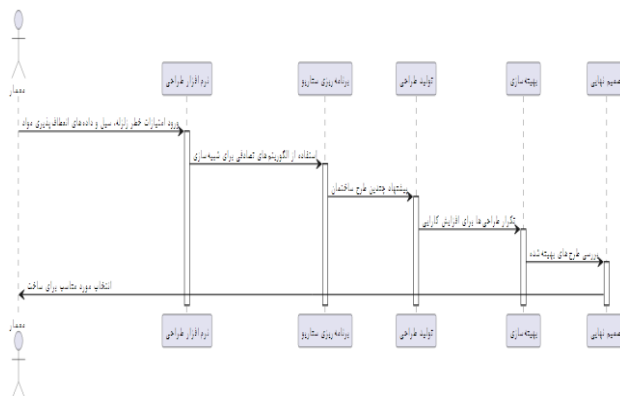 نرم افزار طراحی
برنامه ریزی سناریو
تولید طراحی
بهینه سازی
تصمیم نهایی
معمار
ورود امتیازات خطر زلزله، سیل و داده‌های انعطاف‌پذیری مواد
استفاده از الگوریتم‌های تصادفی برای شبیه‌سازی
پیشنهاد چندین طرح ساختمان
تکرار طراحی‌ها برای افزایش کارایی
بررسی طرح‌های بهینه شده
انتخاب مورد مناسب برای ساخت
معمار
نرم افزار طراحی
برنامه ریزی سناریو
تولید طراحی
بهینه سازی
تصمیم نهایی